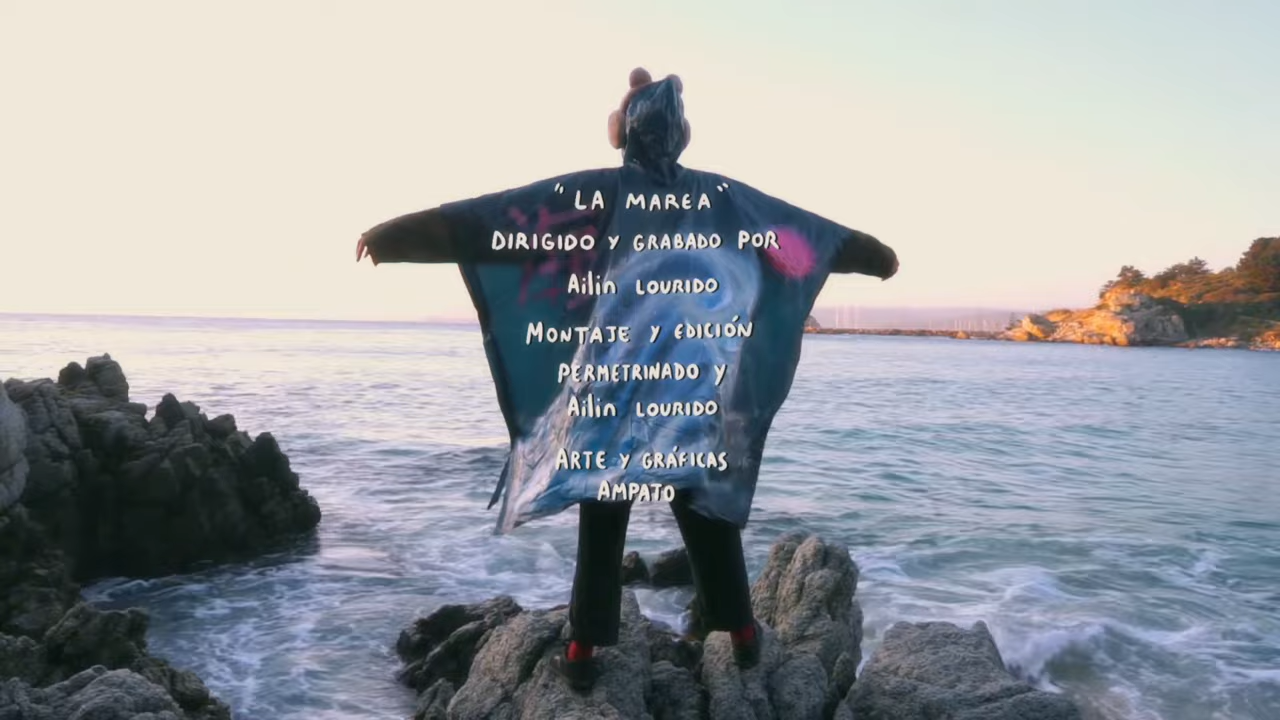 "LA MAREA"
DIRIGIDO Y GRABADO POR
Ailin LOURIDO
MONTAJE Y EDICIÓN
PERMETRINADO Y
Ailin LOURIDO
ARTE Y GRÁFICAS
AMPATO